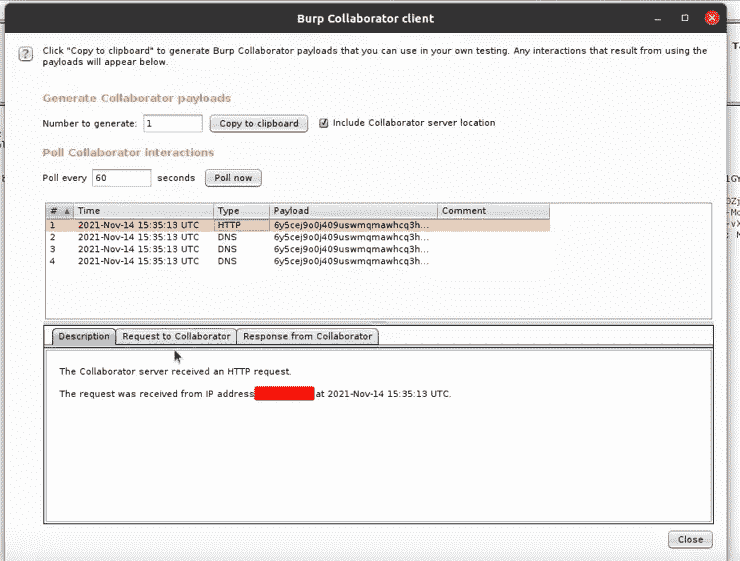 Burp Collaborator client
Click "Copy to clipboard" to generate Burp Collaborator payloads that you can use in your own testing. Any interactions that result from using the
payloads will appear below.
Generate Collaborator payloads
Number to generate: 1 Copy to clipboard Include Collaborator server location
Poll Collaborator interactions
Poll every 60 seconds Poll now
# Time Type Payload Comment
1 2021-Nov-14 15:35:13 UTC HTTP 6y5cej9o0j409uswmqmawhcq3h...
2 2021-Nov-14 15:35:13 UTC DNS 6y5cej9o0j409uswmqmawhcq3h...
3 2021-Nov-14 15:35:13 UTC DNS 6y5cej9o0j409uswmqmawhcq3h...
4 2021-Nov-14 15:35:13 UTC DNS 6y5cej9o0j409uswmqmawhcq3h...
Description Request to Collaborator Response from Collaborator
The Collaborator server received an HTTP request.
The request was received from IP address at 2021-Nov-14 15:35:13 UTC.
Close